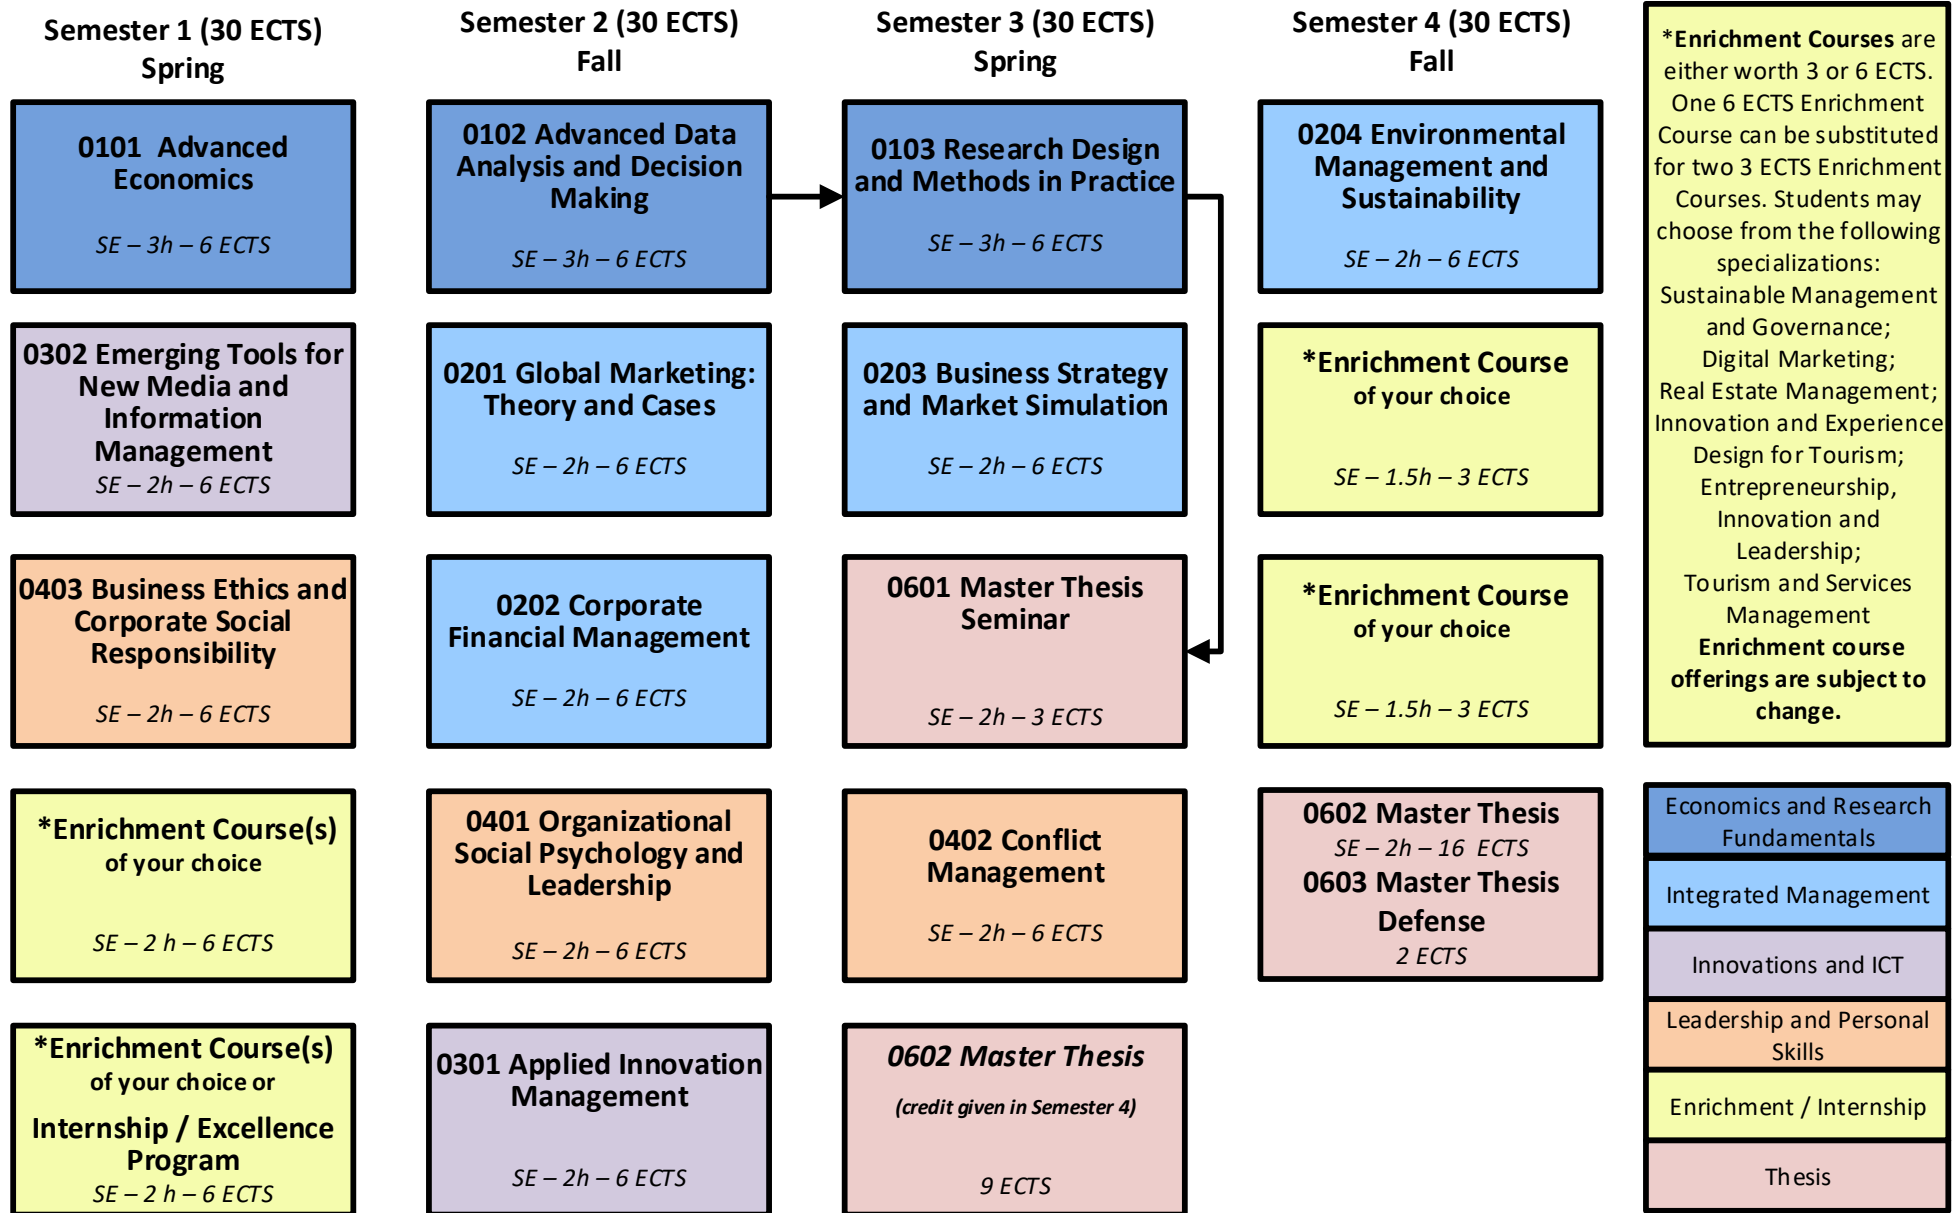 Semester 1 (30 ECTS)
Spring
0101  Advanced
Economics
SE – 3h – 6 ECTS
0302 Emerging Tools for
New Media and
Information
Management
SE – 2h – 6 ECTS
0403 Business Ethics and
Corporate Social
Responsibility
SE – 2h – 6 ECTS
*Enrichment Course(s)
of your choice
SE – 2 h – 6 ECTS
*Enrichment Course(s)
of your choice or
Internship / Excellence
Program
SE – 2 h – 6 ECTS
Semester 2 (30 ECTS)
Fall
0102 Advanced Data
Analysis and Decision
Making
SE – 3h – 6 ECTS
0201 Global Marketing:
Theory and Cases
SE – 2h – 6 ECTS
0202 Corporate
Financial Management
SE – 2h – 6 ECTS
0401 Organizational
Social Psychology and
Leadership
SE – 2h – 6 ECTS
0301 Applied Innovation
Management
SE – 2h – 6 ECTS
Semester 3 (30 ECTS)
Spring
0103 Research Design
and Methods in Practice
SE – 3h – 6 ECTS
0203 Business Strategy
and Market Simulation
SE – 2h – 6 ECTS
0601 Master Thesis
Seminar
SE – 2h – 3 ECTS
0402 Conflict
Management
SE – 2h – 6 ECTS
0602 Master Thesis
(credit given in Semester 4)
9 ECTS
Semester 4 (30 ECTS)
Fall
0204 Environmental
Management and
Sustainability
SE – 2h – 6 ECTS
*Enrichment Course
of your choice
SE – 1.5h – 3 ECTS
*Enrichment Course
of your choice
SE – 1.5h – 3 ECTS
0602 Master Thesis
SE – 2h – 16  ECTS
0603 Master Thesis
Defense
2 ECTS
*Enrichment Courses are
either worth 3 or 6 ECTS.
One 6 ECTS Enrichment
Course can be substituted
for two 3 ECTS Enrichment
Courses. Students may
choose from the following
specializations:
Sustainable Management
and Governance;
Digital Marketing;
Real Estate Management;
Innovation and Experience
Design for Tourism;
Entrepreneurship,
Innovation and
Leadership;
Tourism and Services
Management
Enrichment course
offerings are subject to
change.
Economics and Research
Fundamentals
Integrated Management
Innovations and ICT
Leadership and Personal
Skills
Enrichment / Internship
Thesis